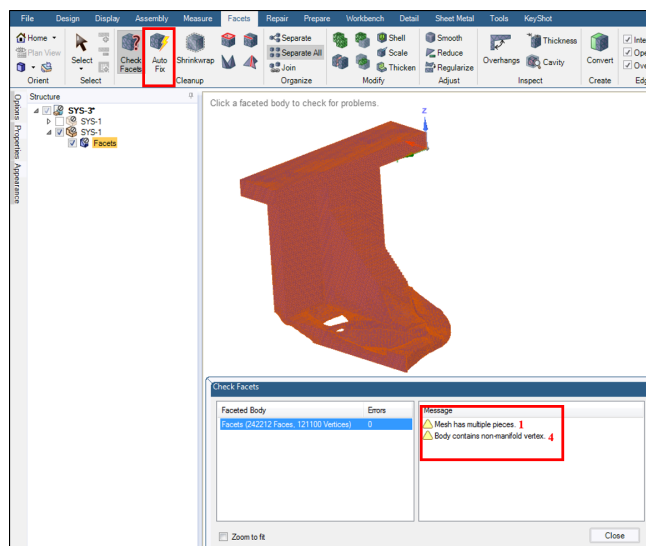 File Design Display Assembly Measure Facets Repair Prepare Workbench Detail Sheet Metal Tools KeyShot
Home Select Check Facets Auto Fix Shrinkwrap Separate Shell Smooth Thickness Inte
Plan View Separate All Scale Reduce Overhangs Cavity Convert Ope
Join Thicken Regularize Ove
Orient Select Cleanup Organize Modify Adjust Inspect Create Edg
Options Properties Appearance
Structure
SYS-3*
SYS-1
SYS-1
Facets
Click a faceted body to check for problems.
Z
Check Facets
Faceted Body Errors Message
Facets (242212 Faces, 121100 Vertices) 0
Mesh has multiple pieces. 1
Body contains non-manifold vertex. 4
Zoom to fit
Close